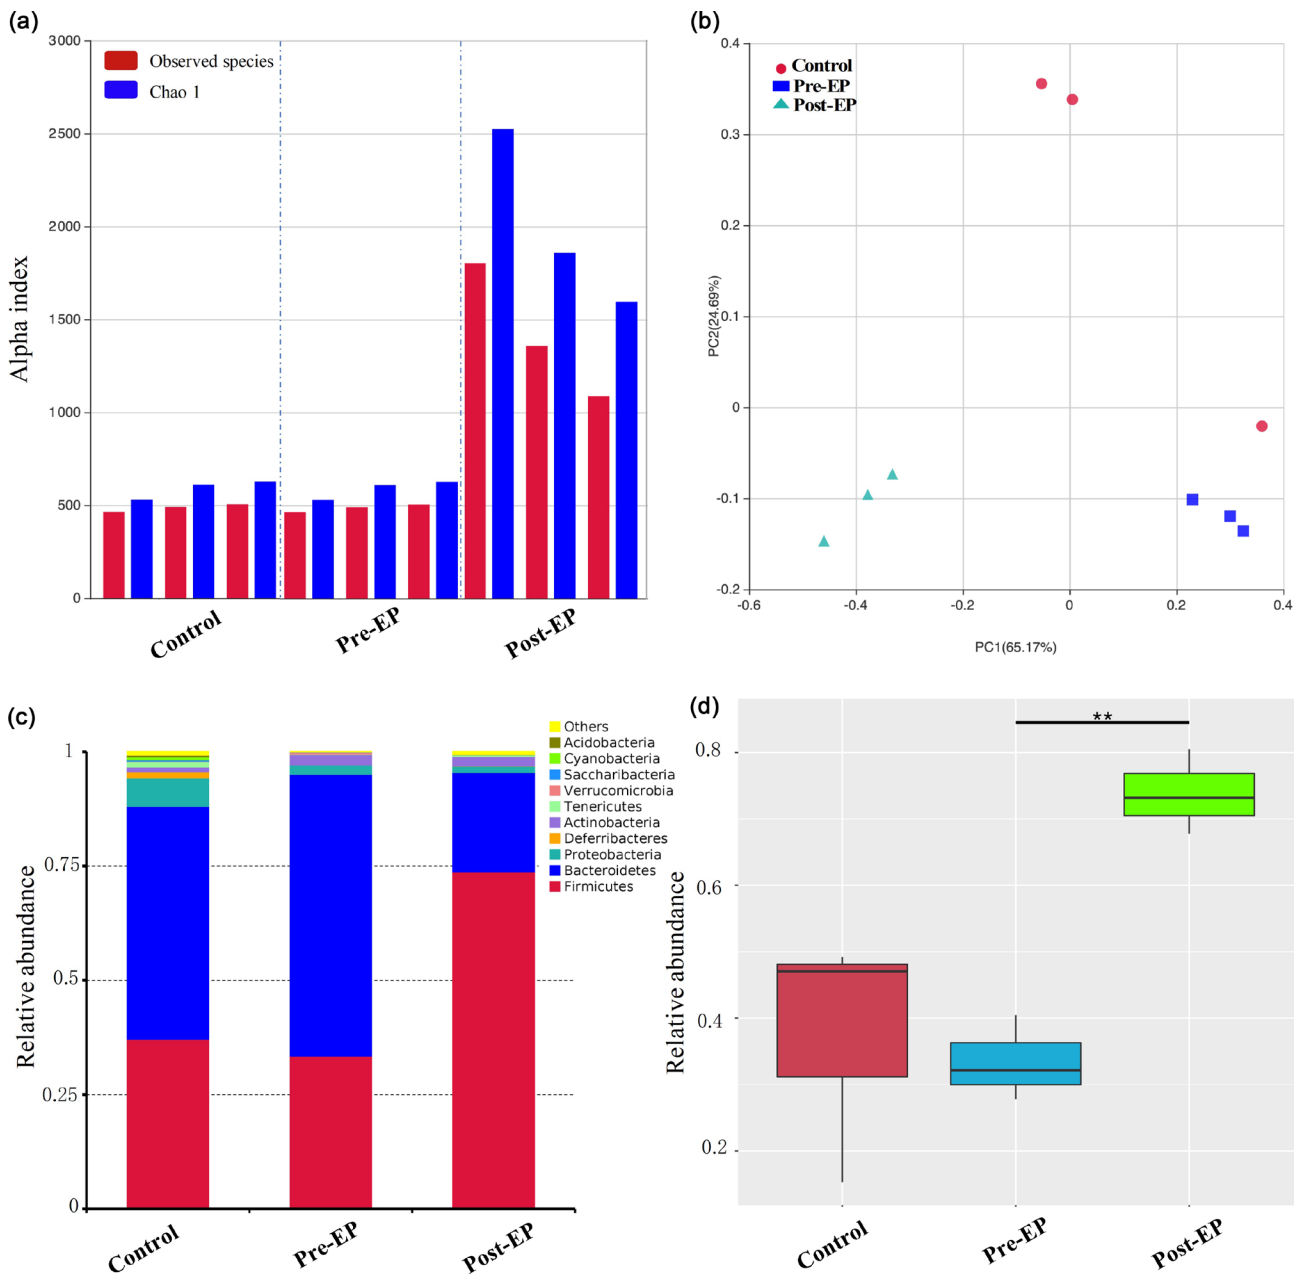 (a)
3000
2500
2000
1500
1000
500
0
Alpha index
Observed species
Chao 1
Control
Pre-EP
Post-EP
(b)
0.4
0.3
0.2
0.1
0
-0.1
-0.2
PC2(24.69%)
Control
Pre-EP
Post-EP
-0.6
-0.4
-0.2
0
0.2
0.4
PC1(65.17%)
(c)
1
0.75
0.5
0.25
0
Relative abundance
Others
Acidobacteria
Cyanobacteria
Saccharibacteria
Verrucomicrobia
Tenericutes
Actinobacteria
Deferribacteres
Proteobacteria
Bacteroidetes
Firmicutes
Control
Pre-EP
Post-EP
(d)
**
0.8
0.6
0.4
0.2
Relative abundance
Control
Pre-EP
Post-EP